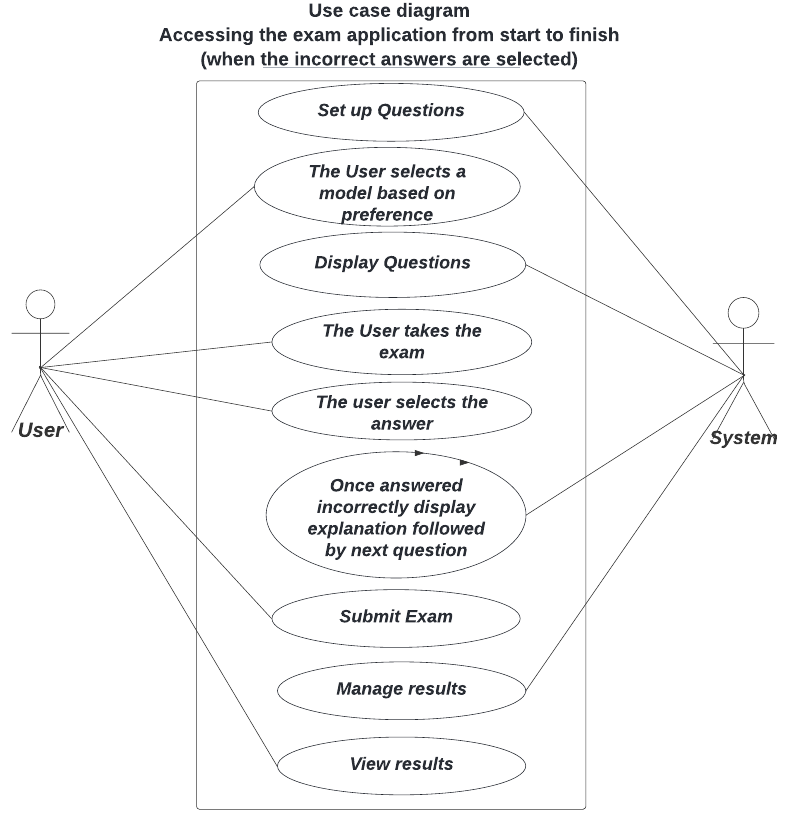 Use case diagram
Accessing the exam application from start to finish
(when the incorrect answers are selected)
Set up Questions
The User selects a
model based on
preference
Display Questions
The User takes the
exam
The user selects the
answer
User
System
Once answered
incorrectly display
explanation followed
by next question
Submit Exam
Manage results
View results